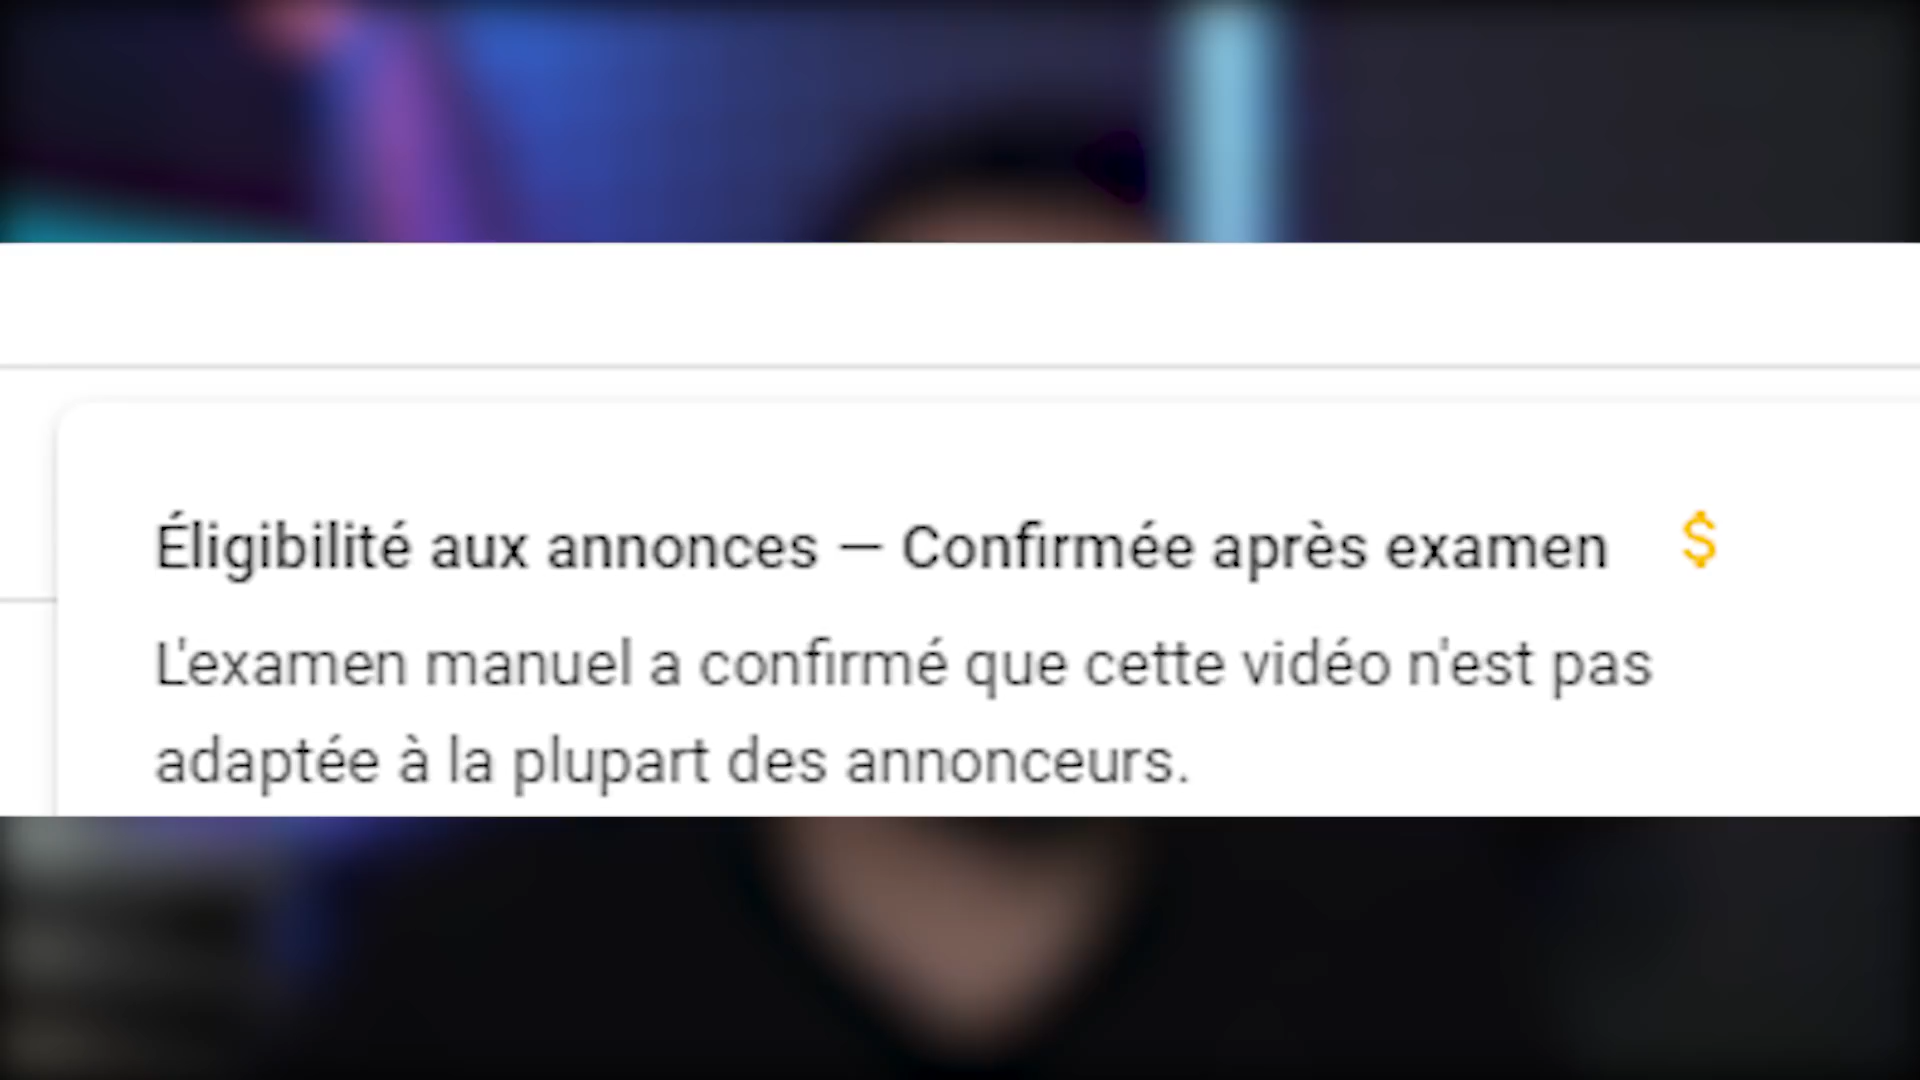 Éligibilité aux annonces — Confirmée après examen $
L'examen manuel a confirmé que cette vidéo n'est pas
adaptée à la plupart des annonceurs.